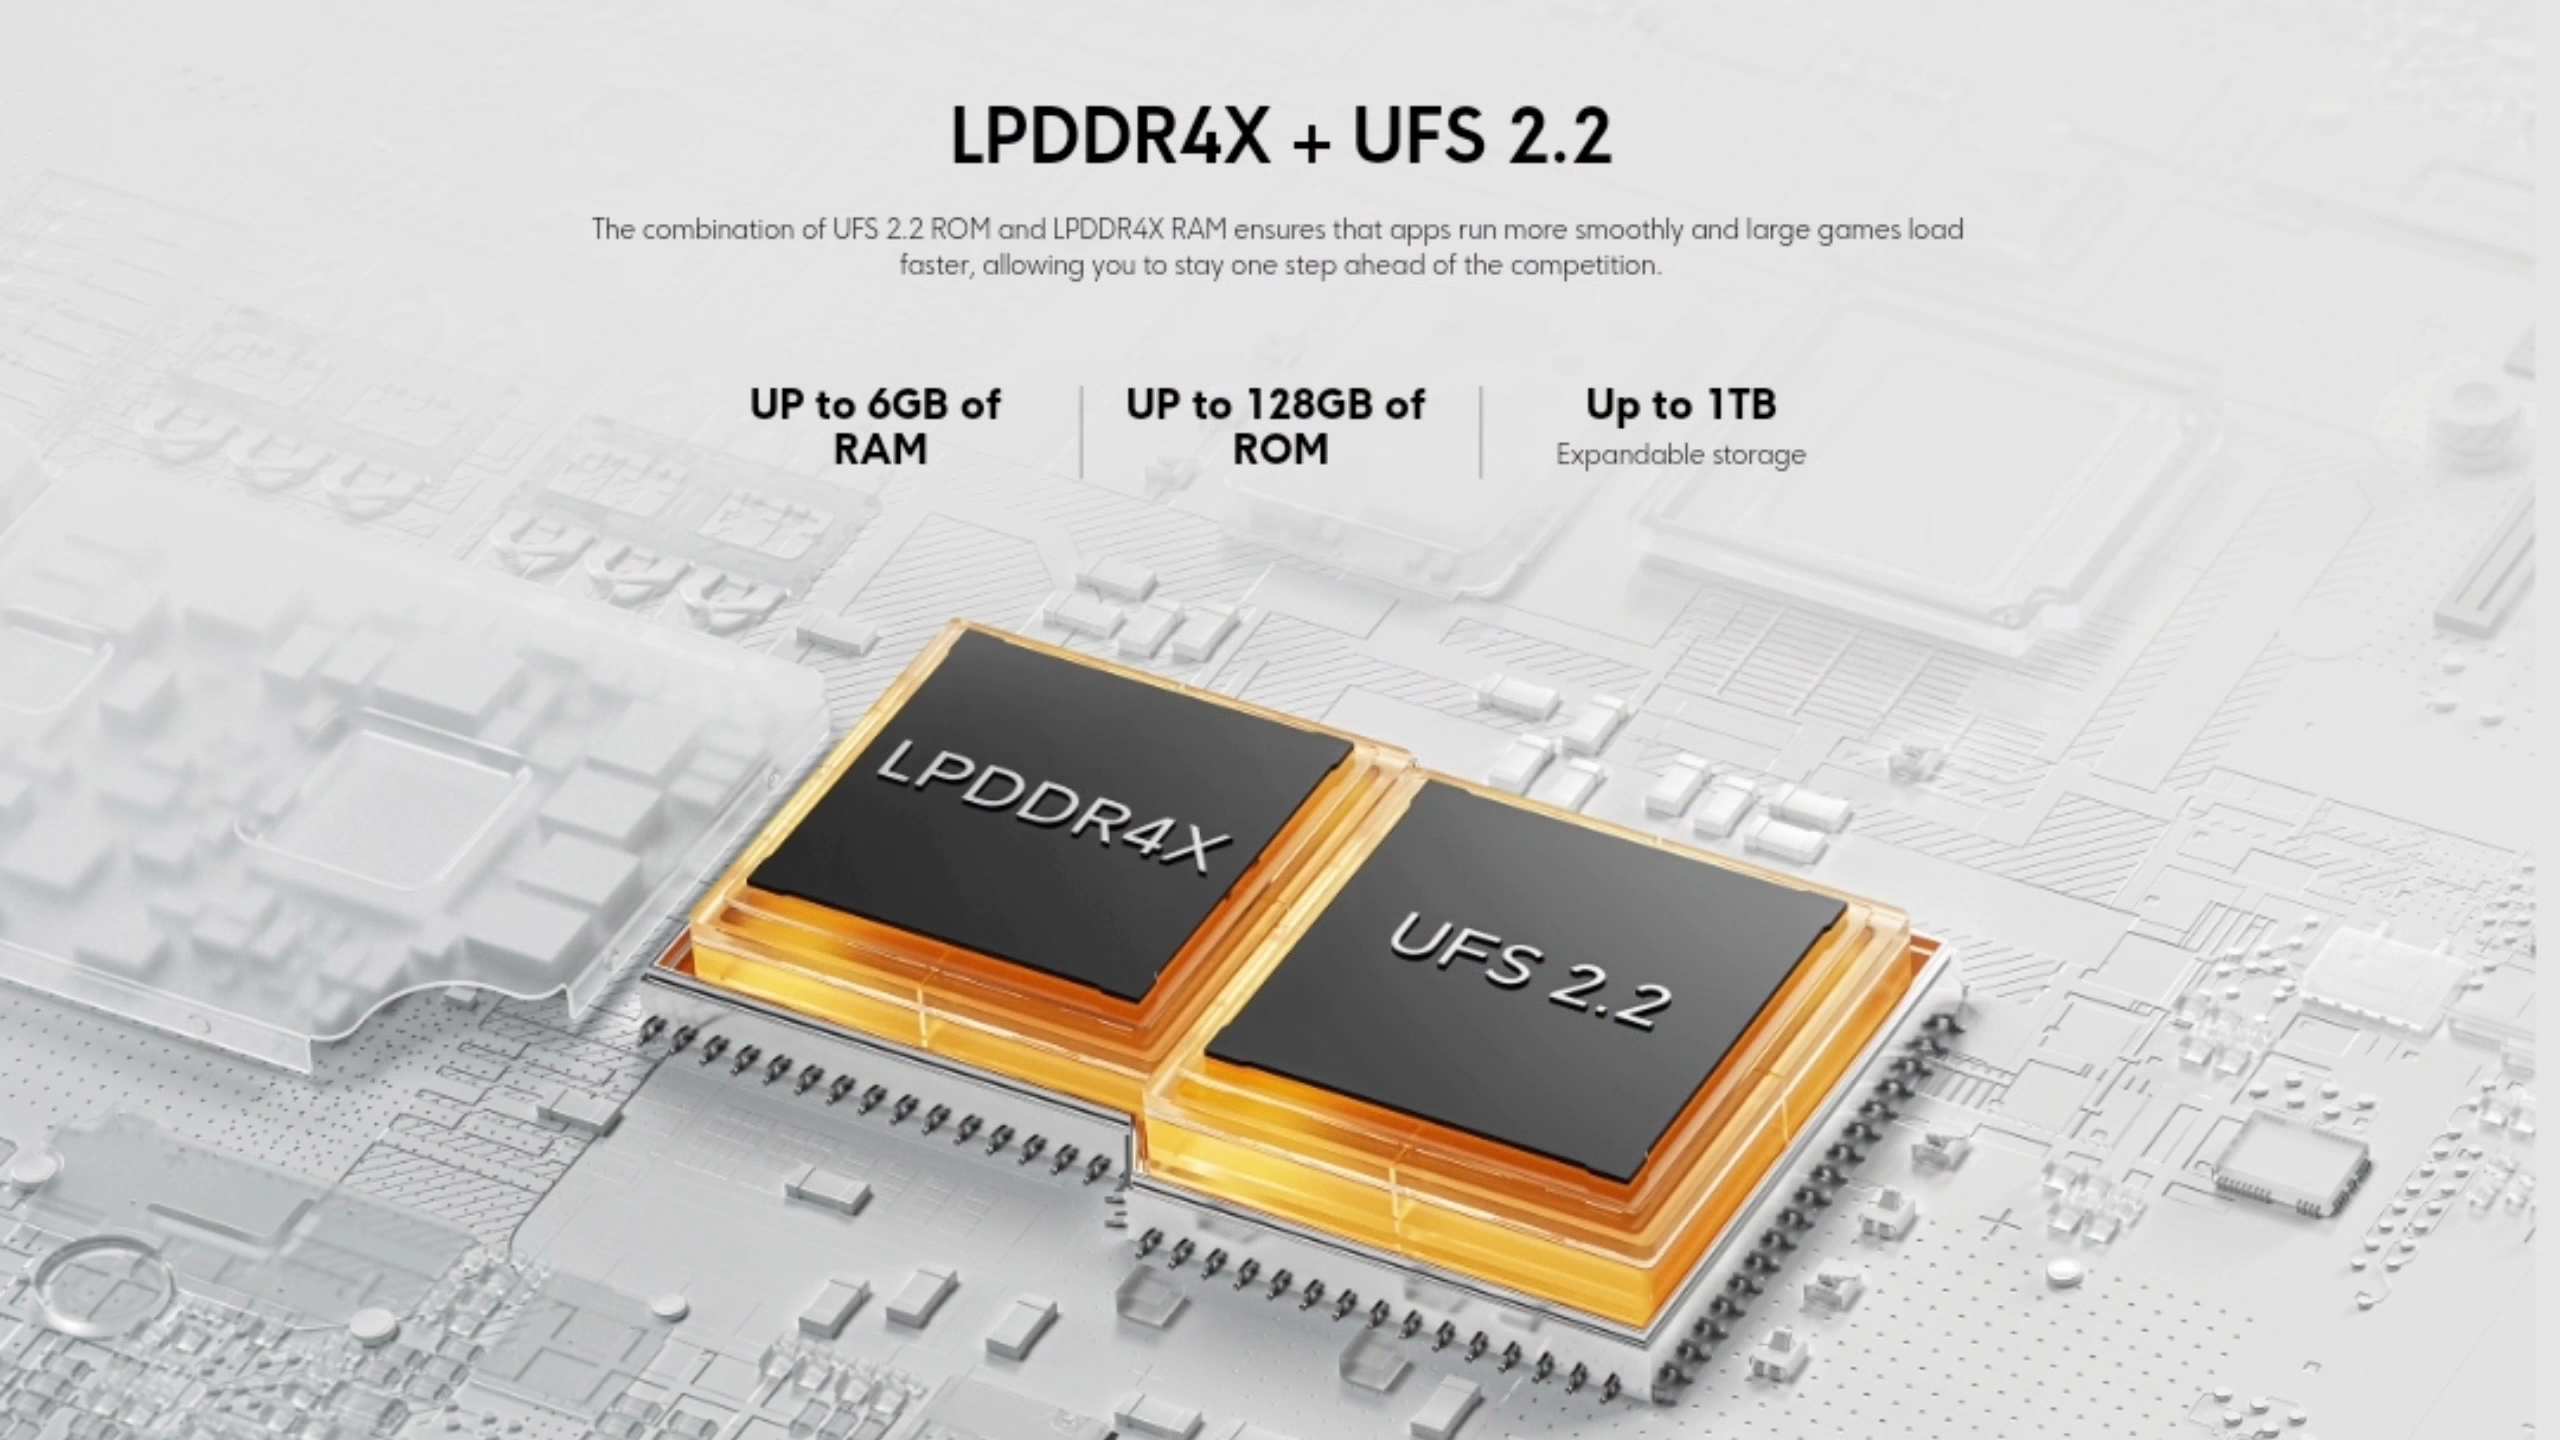 LPDDR4X + UFS 2.2
The combination of UFS 2.2 ROM and LPDDR4X RAM ensures that apps run more smoothly and large games load
faster, allowing you to stay one step ahead of the competition.
UP to 6GB of
RAM
UP to 128GB of
ROM
Up to 1TB
Expandable storage
LPDDR4X
UFS 2.2